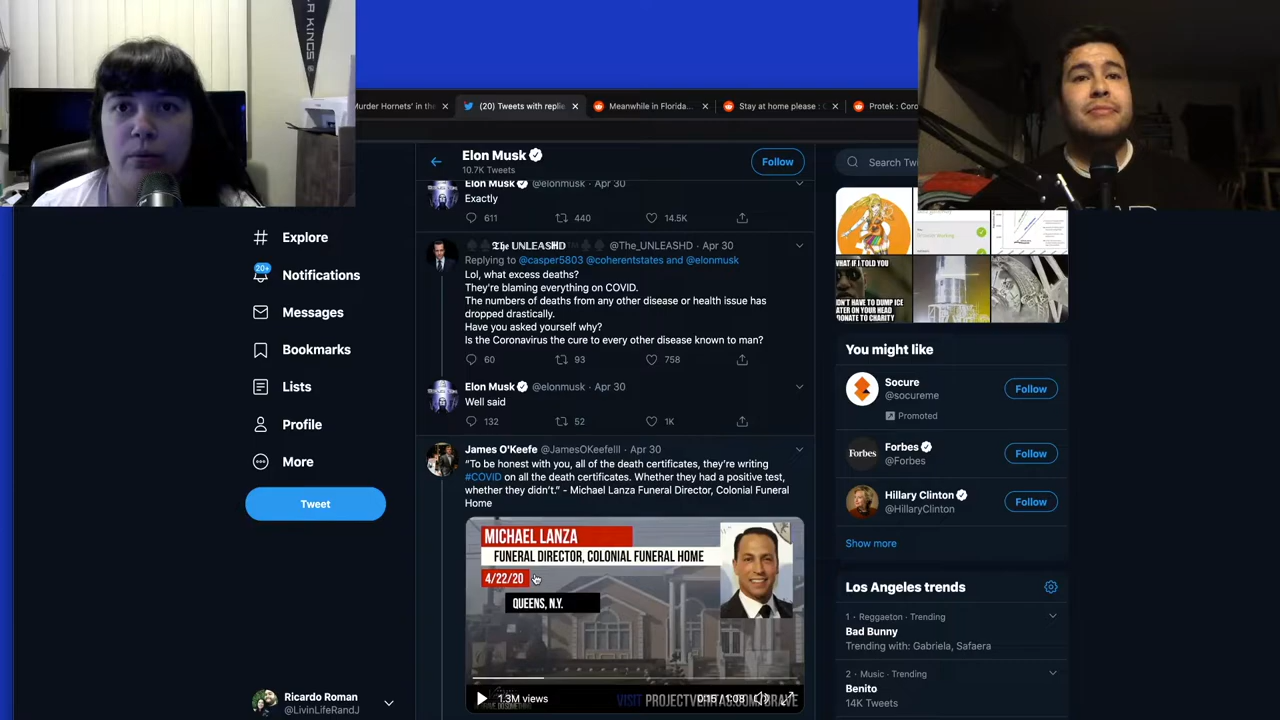 Murder Hornets' in the
(20) Tweets with replie
Meanwhile in Florida...
Stay at home please : C
Protek : Coro
Elon Musk
10.7K Tweets
Follow
Search Twi
Explore
20+
Notifications
Messages
Bookmarks
Lists
Profile
More
Tweet
Ricardo Roman
@LivinLifeRandJ
Elon Musk @elonmusk · Apr 30
Exactly
611 440 14.5K
UNLEASHD @The_UNLEASHD · Apr 30
Replying to @casper5803 @coherentstates and @elonmusk
Lol, what excess deaths?
They're blaming everything on COVID.
The numbers of deaths from any other disease or health issue has
dropped drastically.
Have you asked yourself why?
Is the Coronavirus the cure to every other disease known to man?
60 93 758
Elon Musk @elonmusk · Apr 30
Well said
132 52 1K
James O'Keefe @JamesOKeefeIII · Apr 30
“To be honest with you, all of the death certificates, they’re writing
#COVID on all the death certificates. Whether they had a positive test,
whether they didn't.” - Michael Lanza Funeral Director, Colonial Funeral
Home
MICHAEL LANZA
FUNERAL DIRECTOR, COLONIAL FUNERAL HOME
4/22/20
QUEENS, N.Y.
1.3M views
0:15 / 1:08
VISIT PROJECTVERITAS.COM/BRAVE
WHAT IF I TOLD YOU
DIDN'T HAVE TO DUMP ICE
ATER ON YOUR HEAD
DONATE TO CHARITY
You might like
Socure
@socureme
Promoted
Follow
Forbes
Forbes
@Forbes
Follow
Hillary Clinton
@HillaryClinton
Follow
Show more
Los Angeles trends
1 · Reggaeton · Trending
Bad Bunny
Trending with: Gabriela, Safaera
2 · Music · Trending
Benito
14K Tweets